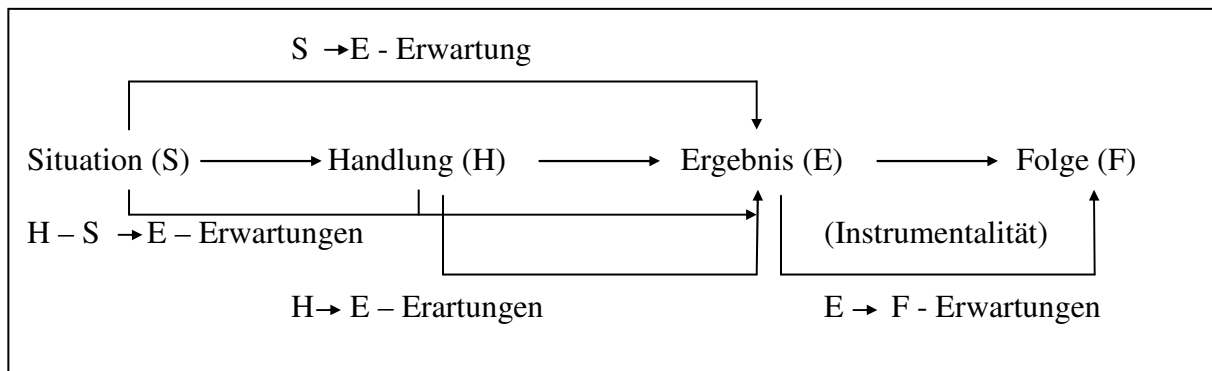 S → E - Erwartung
Situation (S) → Handlung (H) → Ergebnis (E) → Folge (F)
H – S → E – Erwartungen (Instrumentalität)
H → E – Erartungen E → F - Erwartungen